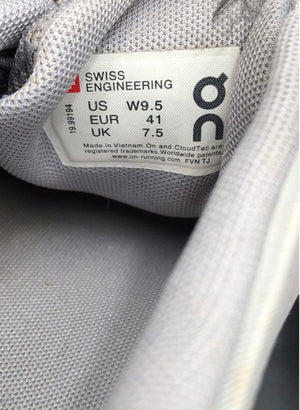 SWISS
ENGINEERING
US W9.5
EUR 41
UK 7.5
19.99194
Made in Vietnam. On and CloudTec are
registered trademarks. Worldwide patents
www.on-running.com FVN TJ
on